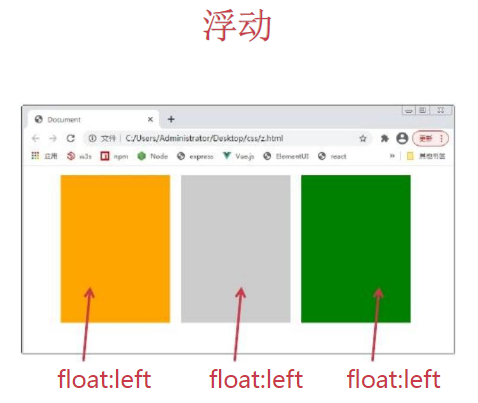 浮动
Document
文件 | C:/Users/Administrator/Desktop/css/z.html
更新
应用 w3s npm Node express Vue.js ElementUI react » 其他书签
float:left float:left float:left